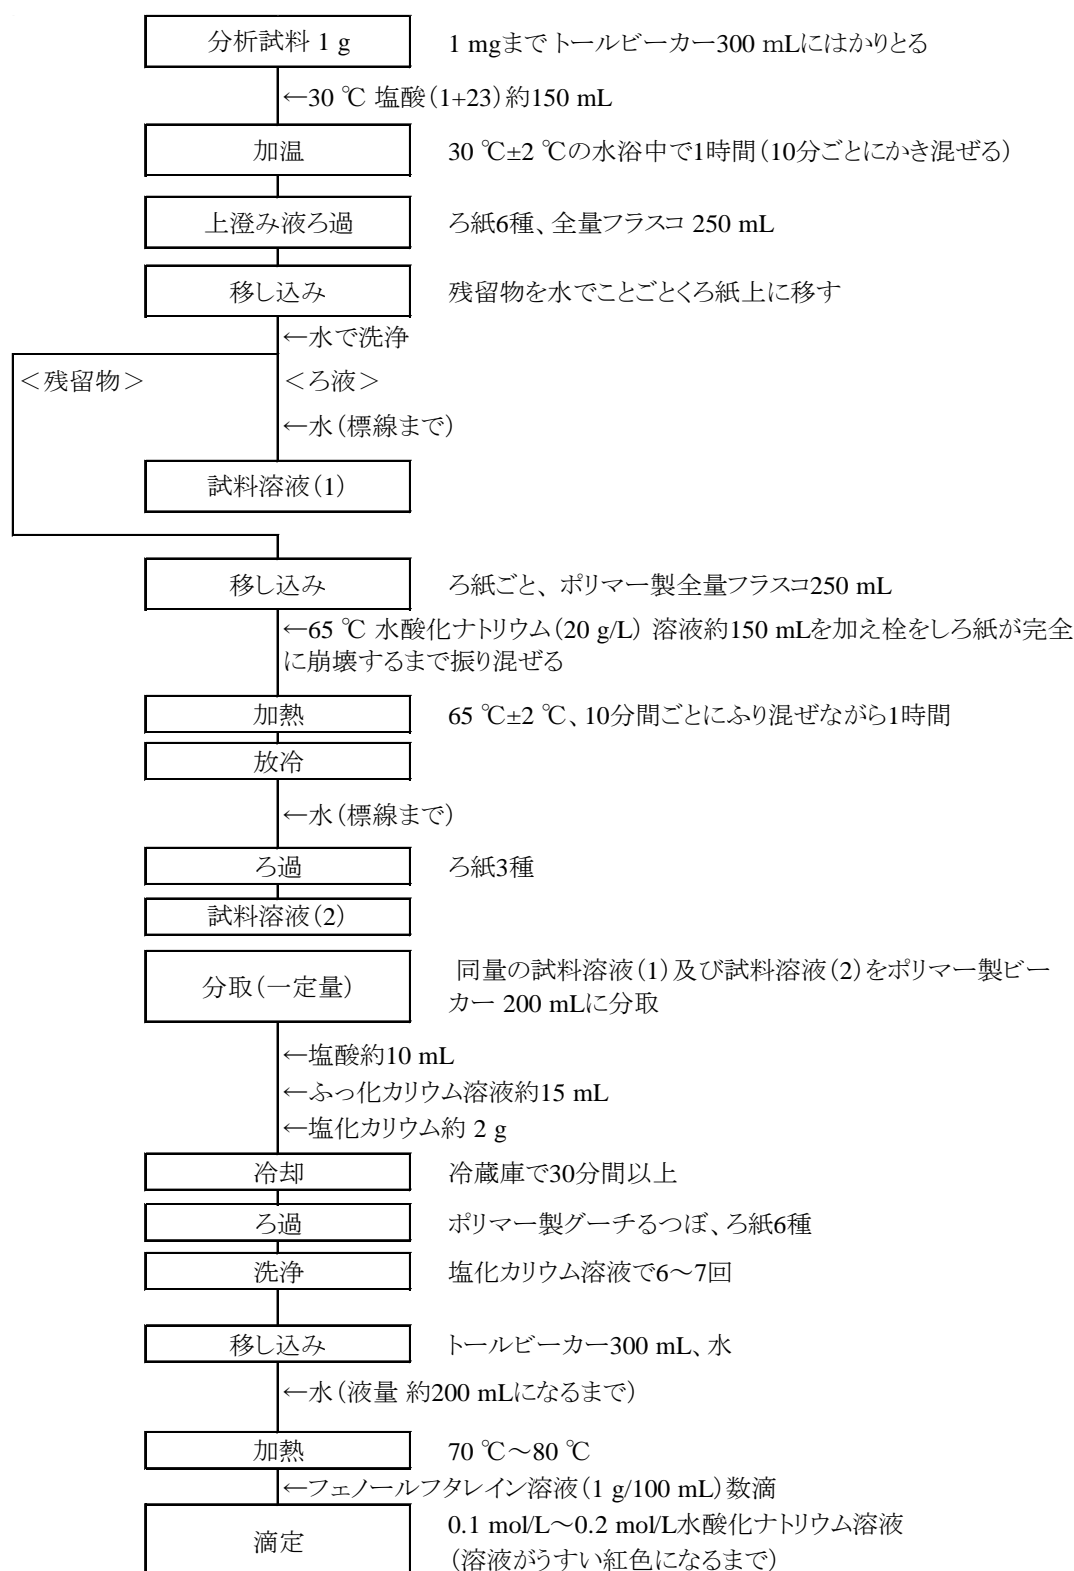 分析試料 1 g
1 mgまでトールビーカー300 mLにはかりとる
←30 ℃ 塩酸(1+23)約150 mL
加温
30 ℃±2 ℃の水浴中で1時間(10分ごとにかき混ぜる)
上澄み液ろ過
ろ紙6種、全量フラスコ 250 mL
移し込み
残留物を水でことごとくろ紙上に移す
←水で洗浄
<残留物>
<ろ液>
←水(標線まで)
試料溶液(1)
移し込み
ろ紙ごと、ポリマー製全量フラスコ250 mL
←65 ℃ 水酸化ナトリウム(20 g/L) 溶液約150 mLを加え栓をしろ紙が完全
に崩壊するまで振り混ぜる
加熱
65 ℃±2 ℃、10分間ごとにふり混ぜながら1時間
放冷
←水(標線まで)
ろ過
ろ紙3種
試料溶液(2)
分取(一定量)
同量の試料溶液(1)及び試料溶液(2)をポリマー製ビー
カー 200 mLに分取
←塩酸約10 mL
←ふっ化カリウム溶液約15 mL
←塩化カリウム約 2 g
冷却
冷蔵庫で30分間以上
ろ過
ポリマー製グーチるつぼ、ろ紙6種
洗浄
塩化カリウム溶液で6~7回
移し込み
トールビーカー300 mL、水
←水(液量 約200 mLになるまで)
加熱
70 ℃~80 ℃
←フェノールフタレイン溶液(1 g/100 mL)数滴
滴定
0.1 mol/L~0.2 mol/L水酸化ナトリウム溶液
(溶液がうすい紅色になるまで)